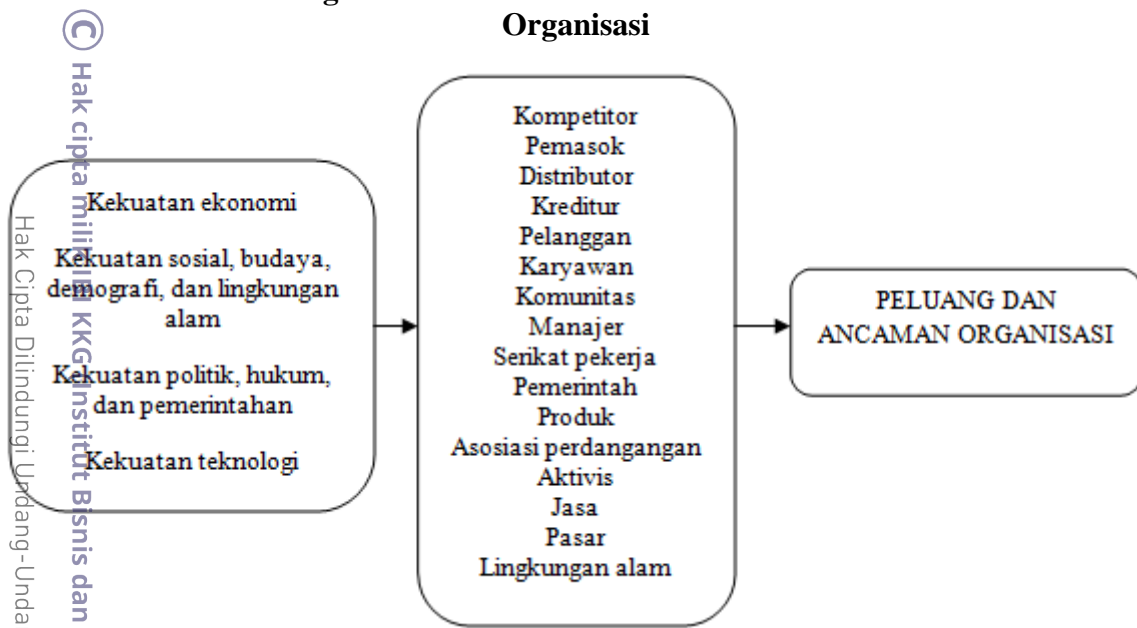 Organisasi
Kekuatan ekonomi
Kekuatan sosial, budaya,
demografi, dan lingkungan
alam
Kekuatan politik, hukum,
dan pemerintahan
Kekuatan teknologi
Kompetitor
Pemasok
Distributor
Kreditur
Pelanggan
Karyawan
Komunitas
Manajer
Serikat pekerja
Pemerintah
Produk
Asosiasi perdangangan
Aktivis
Jasa
Pasar
Lingkungan alam
PELUANG DAN
ANCAMAN ORGANISASI
© Hak cipta milik KKG Institut Bisnis dan
Hak Cipta Dilindungi Undang-Unda